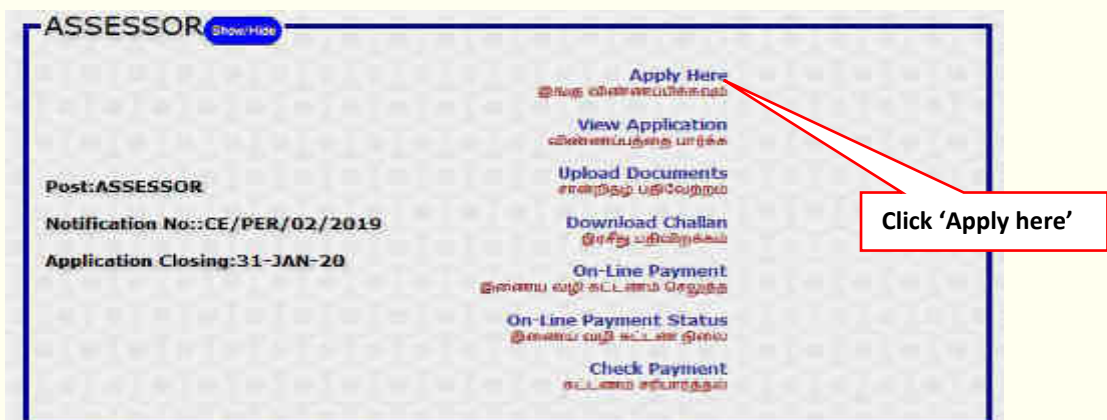 ASSESSOR Show/Hide
Apply Here
இங்கு விண்ணப்பிக்கவும்
View Application
விண்ணப்பத்தை பார்க்க
Upload Documents
சான்றிதழ் பதிவேற்றம்
Post:ASSESSOR
Notification No::CE/PER/02/2019
Download Challan
இரசீது பதிவிறக்கம்
Application Closing:31-JAN-20
On-Line Payment
இணைய வழி கட்டணம் செலுத்த
On-Line Payment Status
இணைய வழி கட்டண நிலை
Check Payment
கட்டணம் சரிபார்த்தல்
Click ‘Apply here’